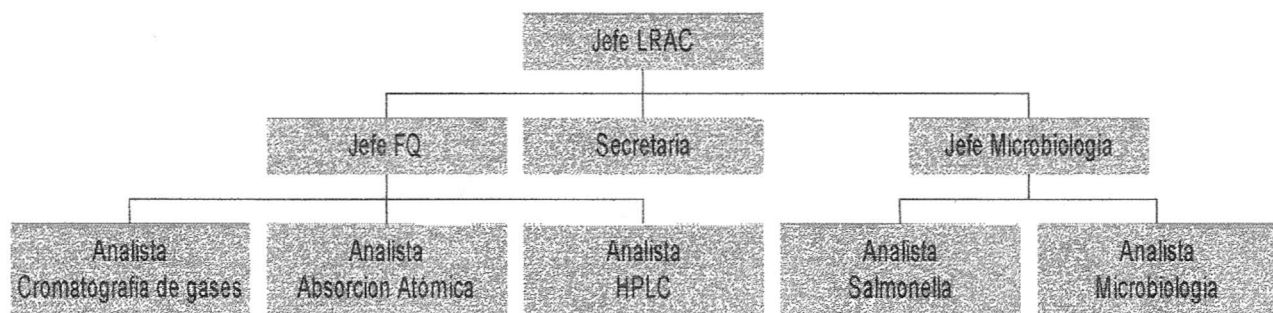 Jefe LRAC
Jefe FQ
Secretaria
Jefe Microbiologia
Analista
Cromatografia de gases
Analista
Absorcion Atómica
Analista
HPLC
Analista
Salmonella
Analista
Microbiologia